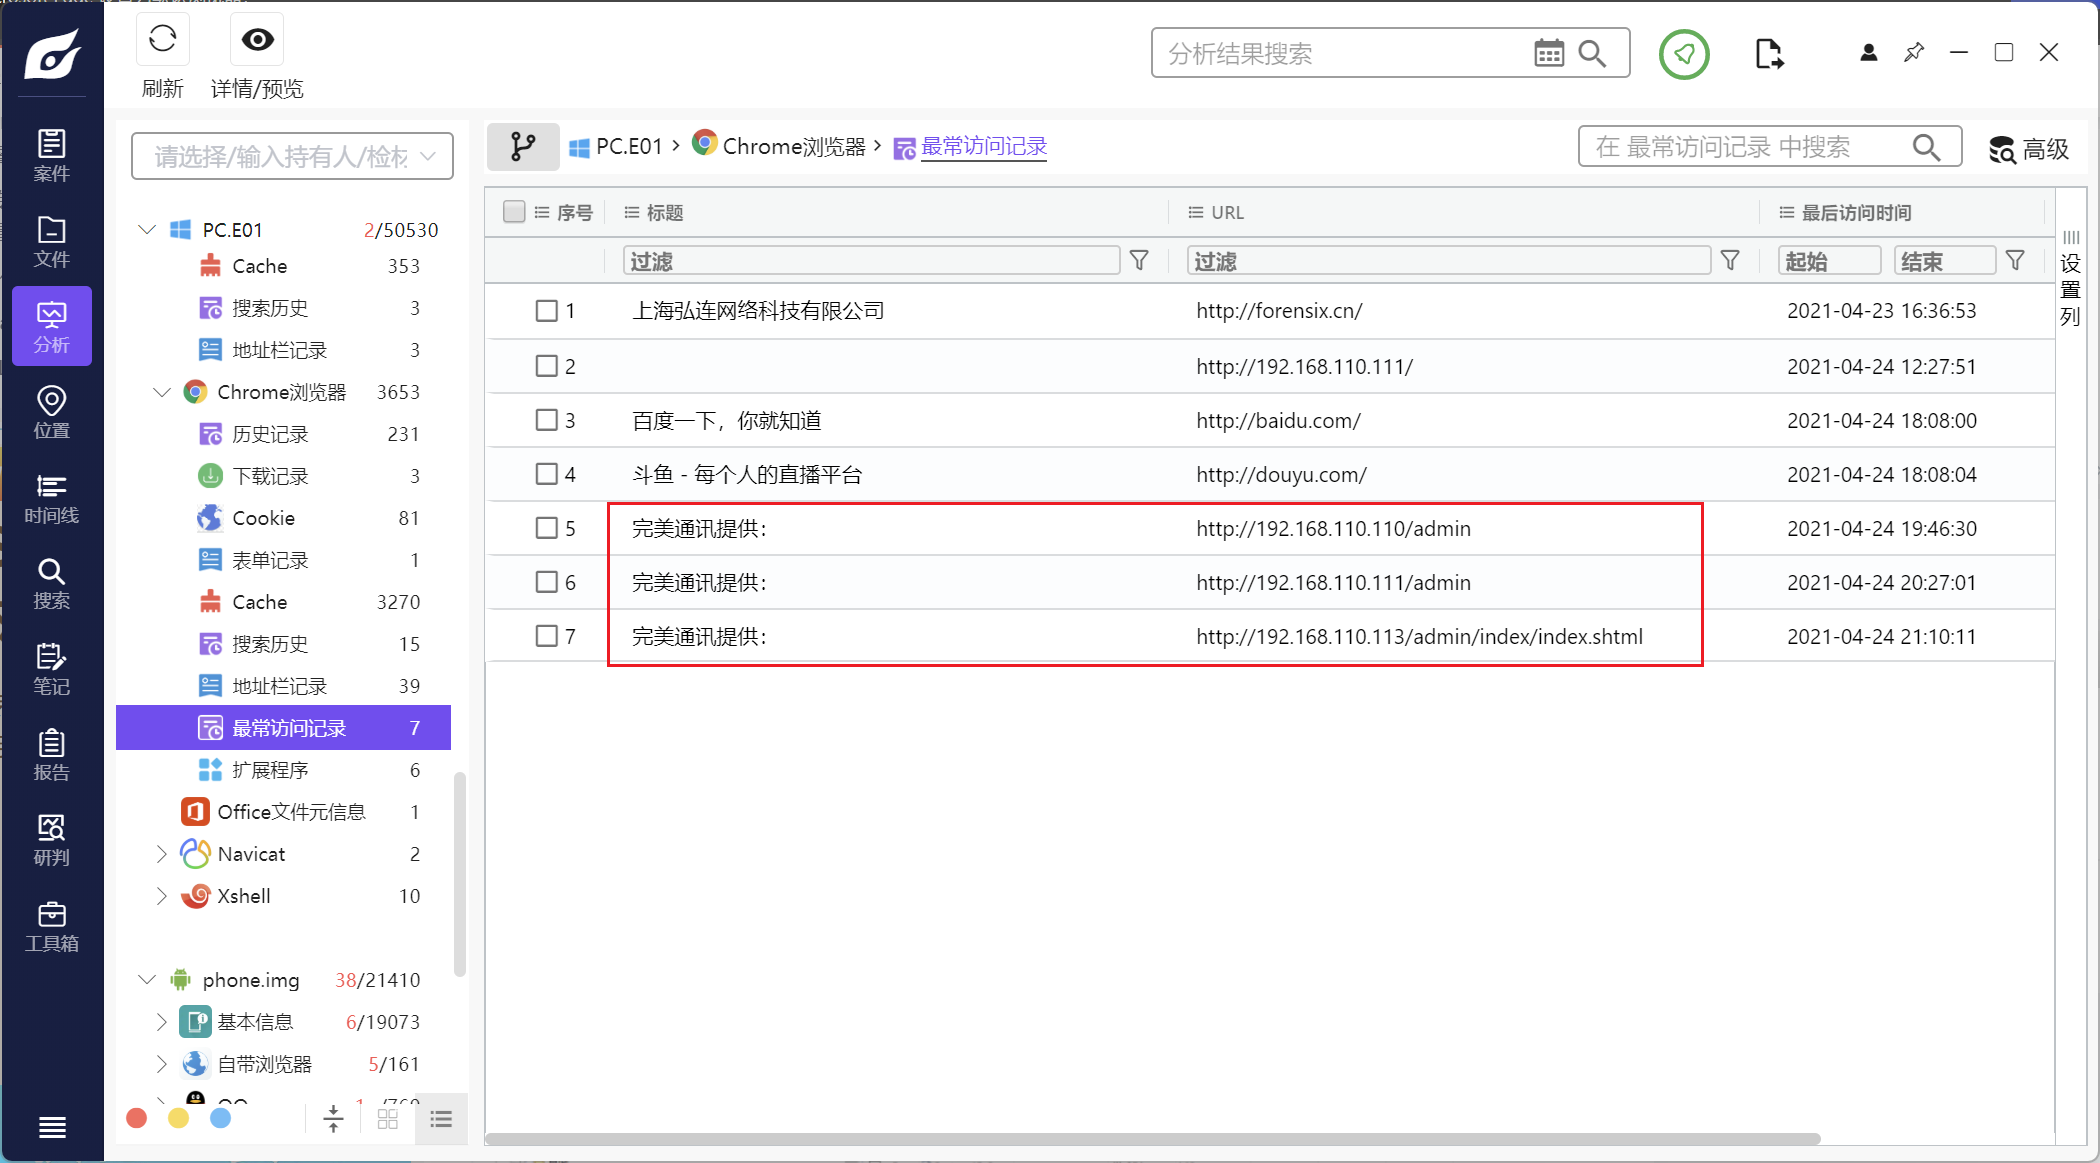 刷新
详情/预览
分析结果搜索
案件
文件
分析
位置
时间线
搜索
笔记
报告
研判
工具箱
请选择/输入持有人/检材
PC.E01 2/50530
Cache 353
搜索历史 3
地址栏记录 3
Chrome浏览器 3653
历史记录 231
下载记录 3
Cookie 81
表单记录 1
Cache 3270
搜索历史 15
地址栏记录 39
最常访问记录 7
扩展程序 6
Office文件元信息 1
Navicat 2
Xshell 10
phone.img 38/21410
基本信息 6/19073
自带浏览器 5/161
PC.E01 › Chrome浏览器 › 最常访问记录
在 最常访问记录 中搜索
高级
序号 标题 URL 最后访问时间
过滤 过滤 起始 结束
1 上海弘连网络科技有限公司 http://forensix.cn/ 2021-04-23 16:36:53
2 http://192.168.110.111/ 2021-04-24 12:27:51
3 百度一下，你就知道 http://baidu.com/ 2021-04-24 18:08:00
4 斗鱼 - 每个人的直播平台 http://douyu.com/ 2021-04-24 18:08:04
5 完美通讯提供： http://192.168.110.110/admin 2021-04-24 19:46:30
6 完美通讯提供： http://192.168.110.111/admin 2021-04-24 20:27:01
7 完美通讯提供： http://192.168.110.113/admin/index/index.shtml 2021-04-24 21:10:11
设置列